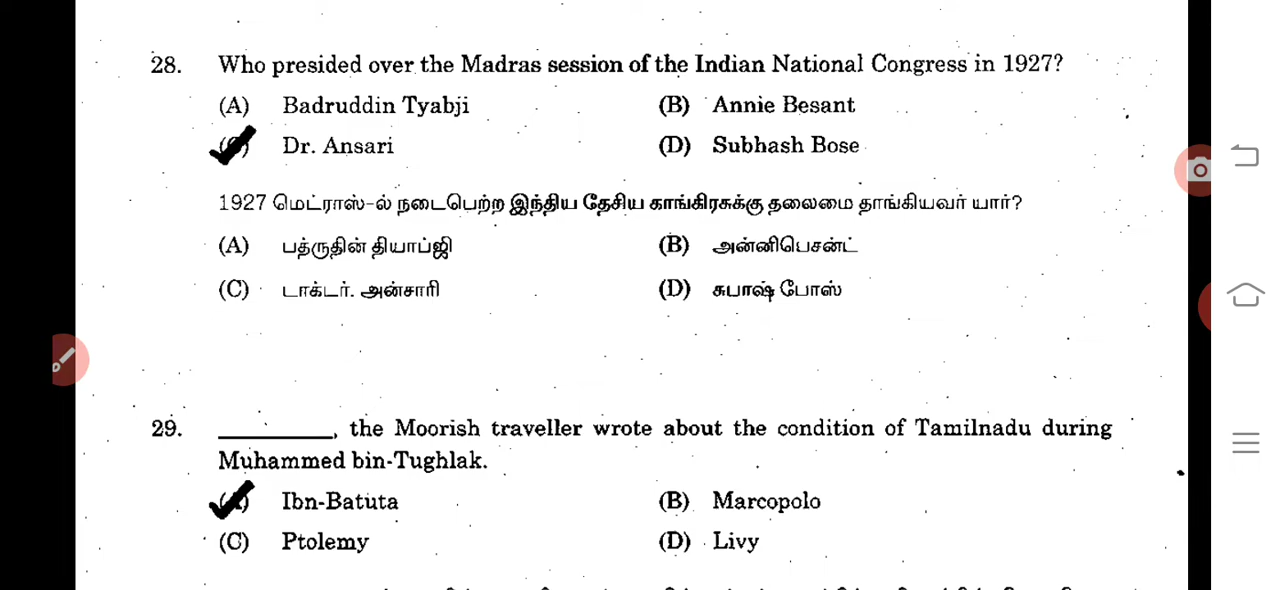 28. Who presided over the Madras session of the Indian National Congress in 1927?
(A) Badruddin Tyabji (B) Annie Besant
Dr. Ansari (D) Subhash Bose
1927 மெட்ராஸ்-ல் நடைபெற்ற இந்திய தேசிய காங்கிரசுக்கு தலைமை தாங்கியவர் யார்?
(A) பத்ருதின் தியாப்ஜி (B) அன்னிபெசன்ட்
(C) டாக்டர். அன்சாரி (D) சுபாஷ் போஸ்
29. ________, the Moorish traveller wrote about the condition of Tamilnadu during
Muhammed bin-Tughlak.
Ibn-Batuta (B) Marcopolo
(C) Ptolemy (D) Livy